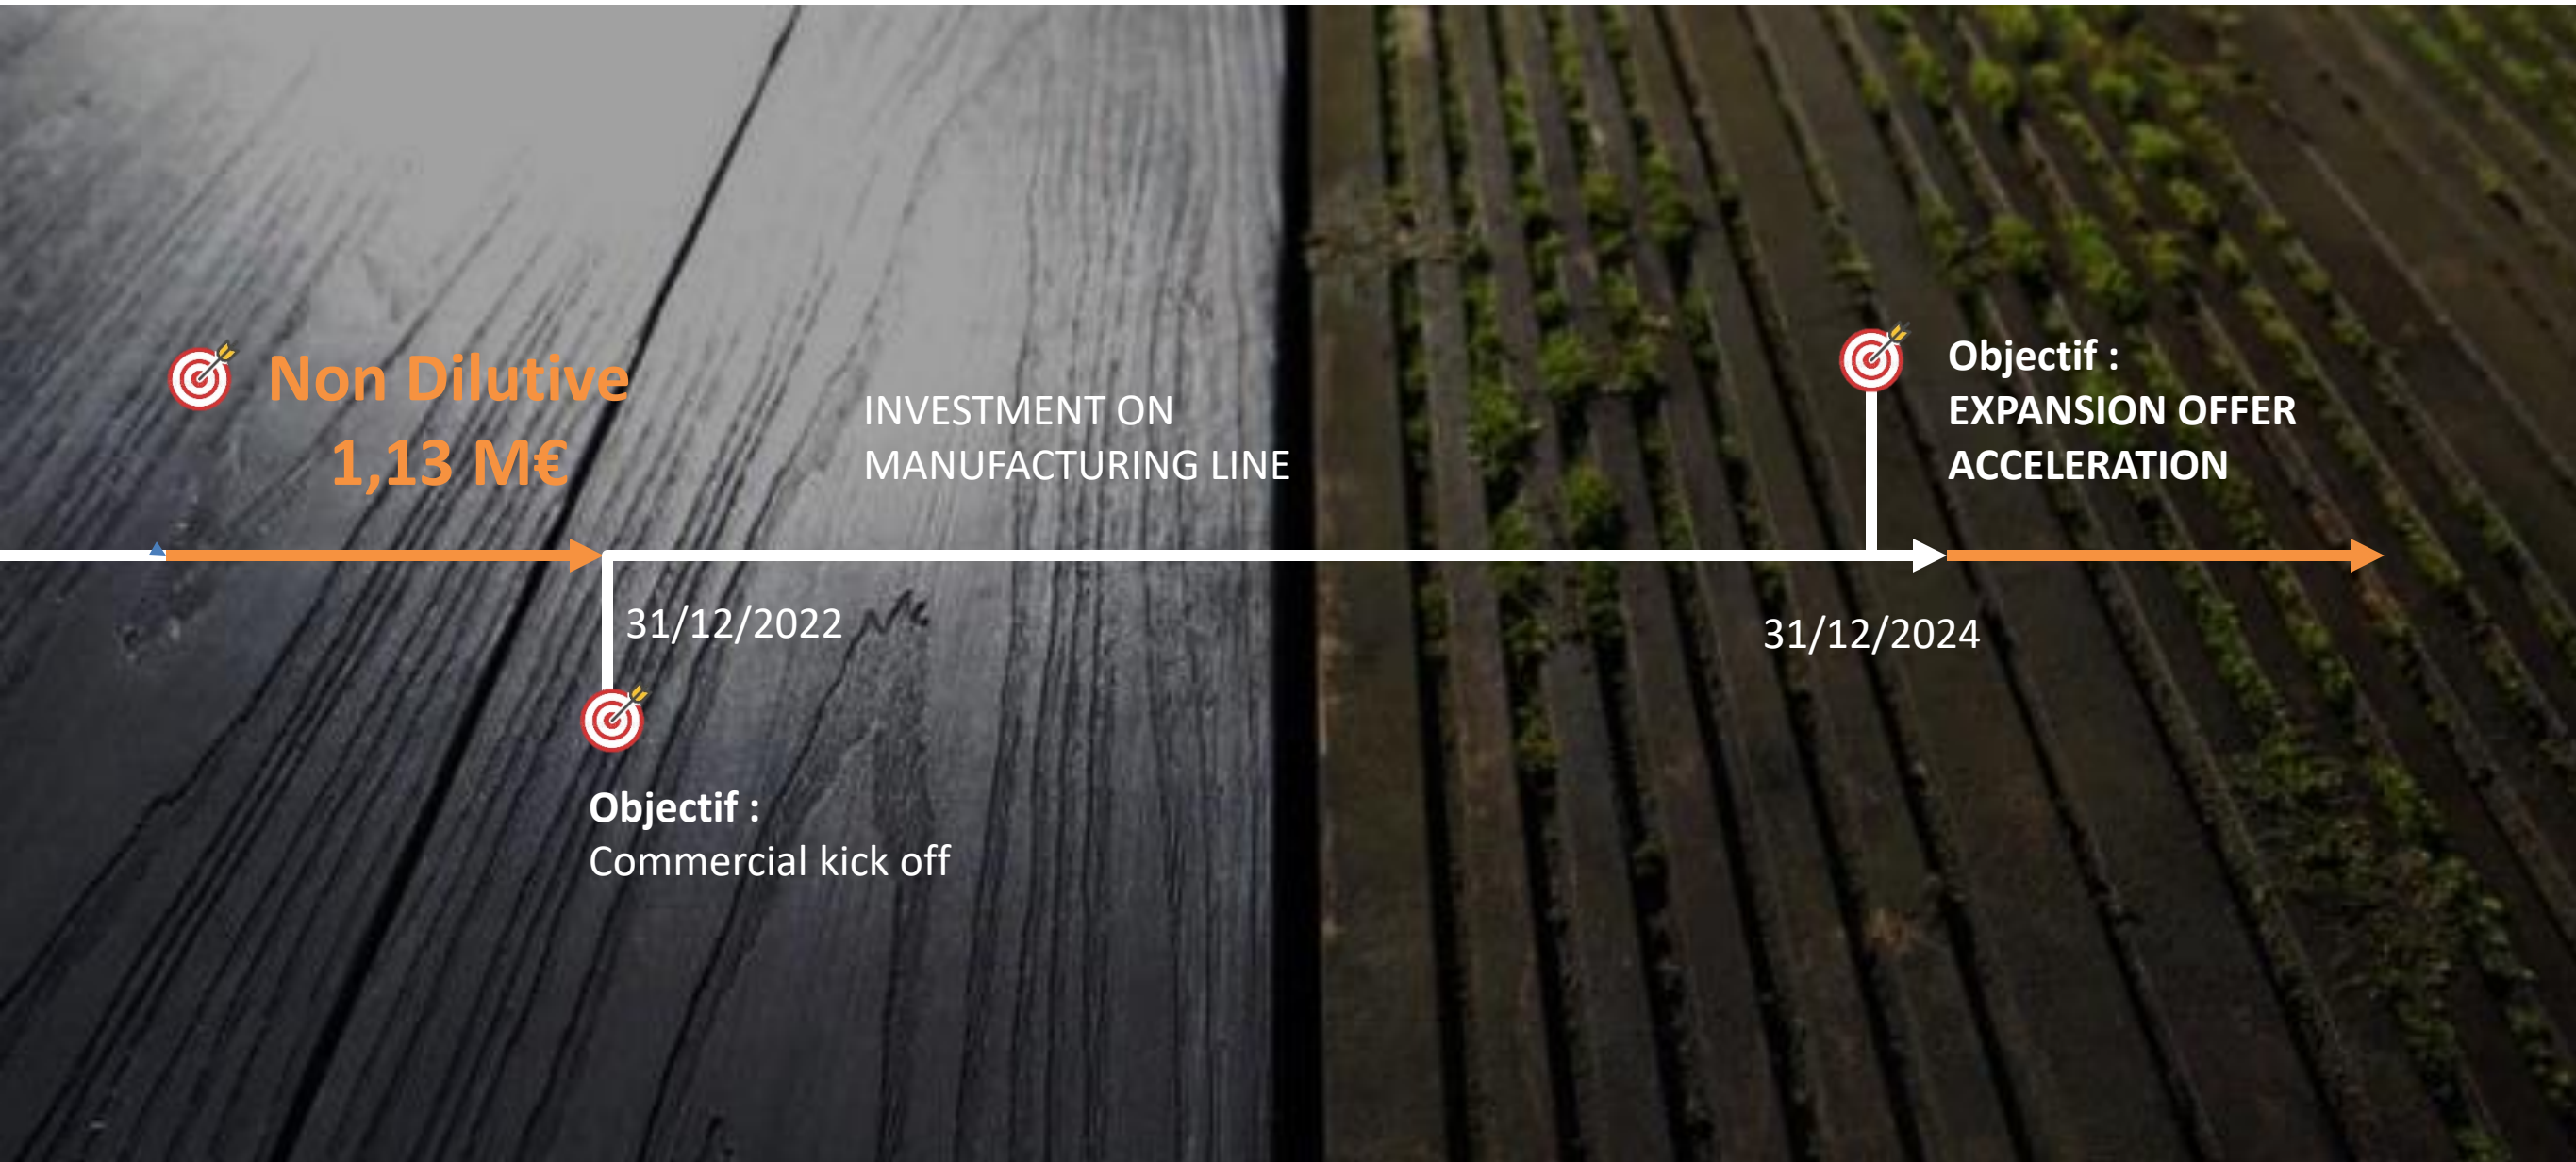 Non Dilutive
1,13 M€
INVESTMENT ON
MANUFACTURING LINE
Objectif :
EXPANSION OFFER
ACCELERATION
31/12/2022
31/12/2024
Objectif :
Commercial kick off